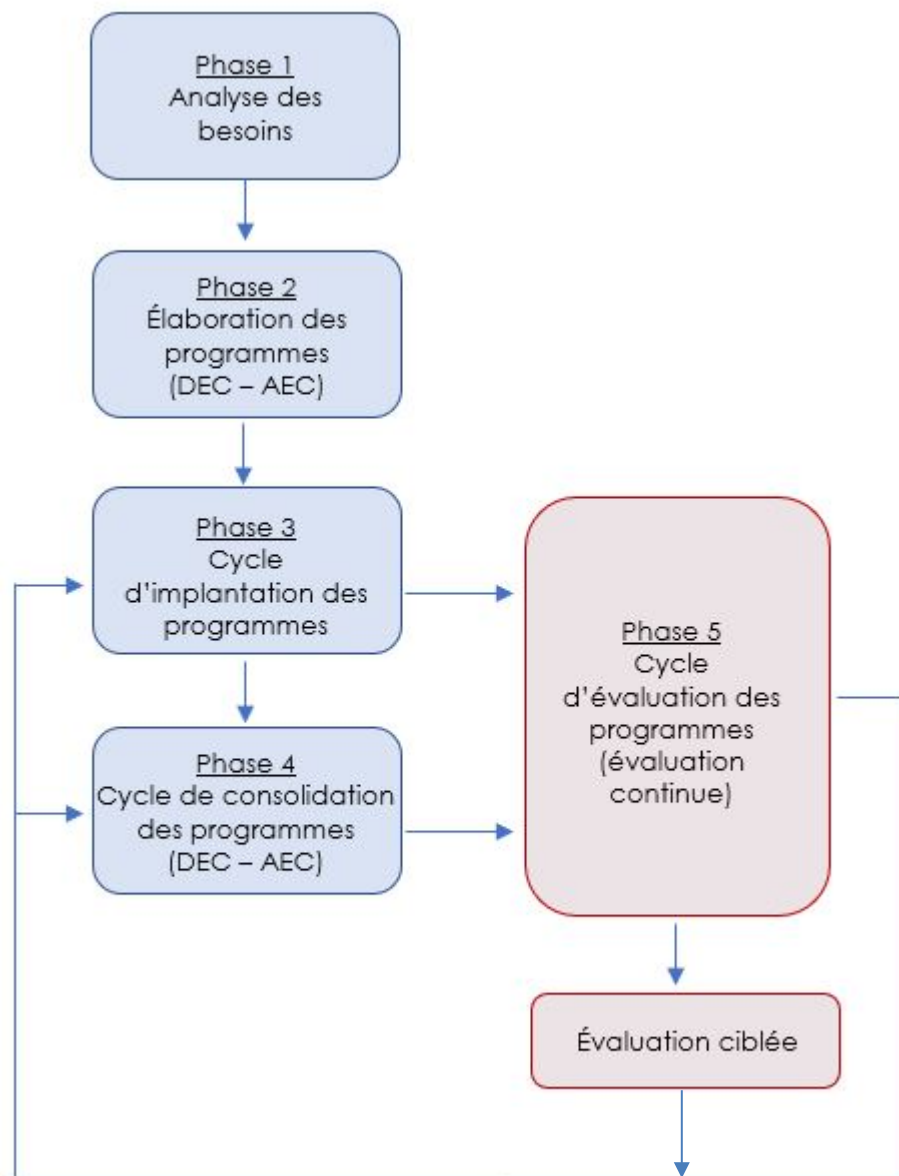 Phase 1
Analyse des
besoins
Phase 2
Élaboration des
programmes
(DEC – AEC)
Phase 3
Cycle
d'implantation des
programmes
Phase 4
Cycle de consolidation
des programmes
(DEC – AEC)
Phase 5
Cycle
d'évaluation des
programmes
(évaluation
continue)
Évaluation ciblée